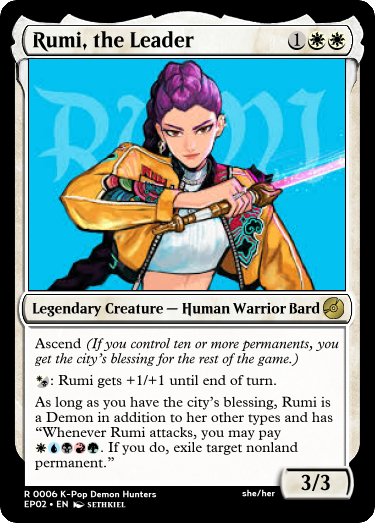 Rumi, the Leader 1
RUMI
Legendary Creature — Human Warrior Bard
Ascend (If you control ten or more permanents, you
get the city's blessing for the rest of the game.)
: Rumi gets +1/+1 until end of turn.
As long as you have the city's blessing, Rumi is
a Demon in addition to her other types and has
"Whenever Rumi attacks, you may pay
. If you do, exile target nonland
permanent."
3/3
R 0006 K-Pop Demon Hunters she/her
EP02 • EN SETHKIEL